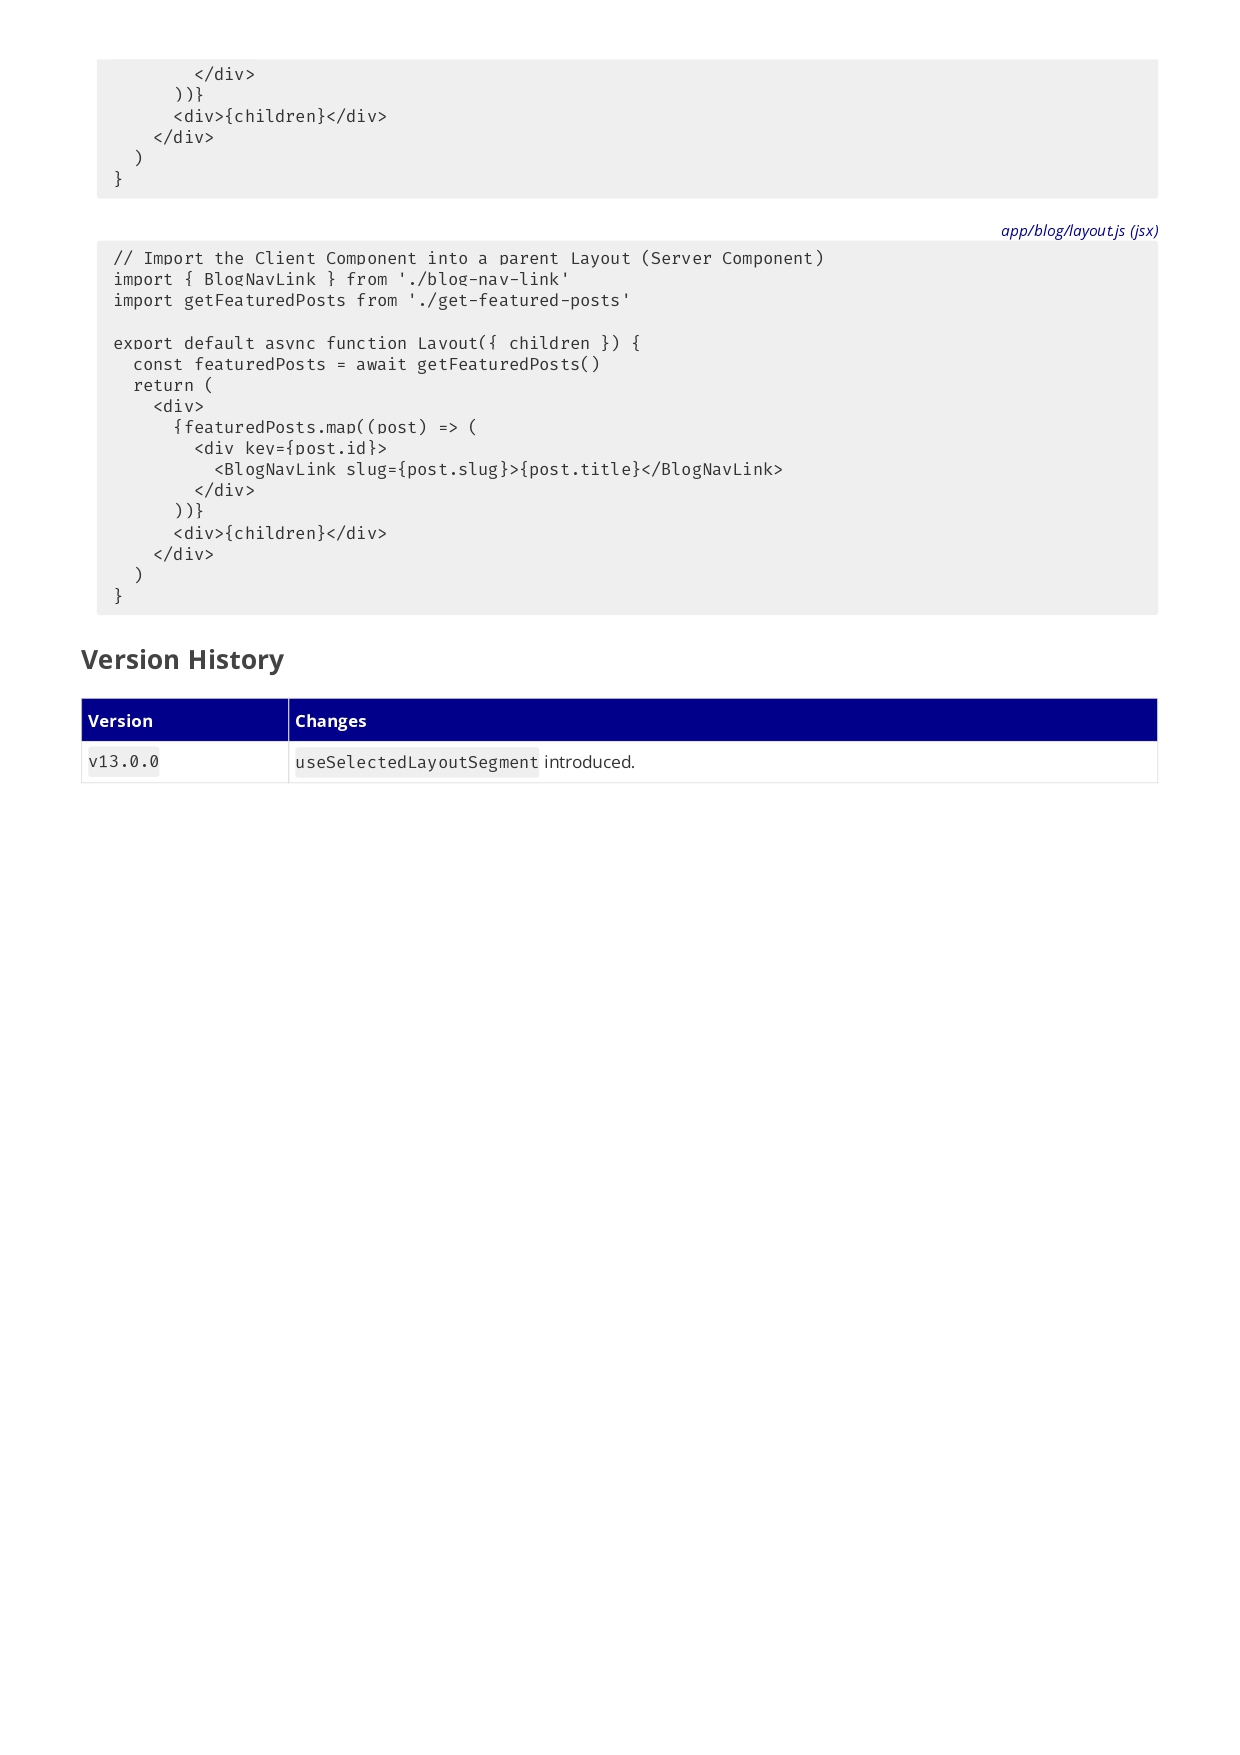 </div>
      ))}
      <div>{children}</div>
    </div>
  )
}
app/blog/layout.js (jsx)
// Import the Client Component into a parent Layout (Server Component)
import { BlogNavLink } from './blog-nav-link'
import getFeaturedPosts from './get-featured-posts'

export default async function Layout({ children }) {
  const featuredPosts = await getFeaturedPosts()
  return (
    <div>
      {featuredPosts.map((post) => (
        <div key={post.id}>
          <BlogNavLink slug={post.slug}>{post.title}</BlogNavLink>
        </div>
      ))}
      <div>{children}</div>
    </div>
  )
}
Version History
Version Changes
v13.0.0 useSelectedLayoutSegment introduced.